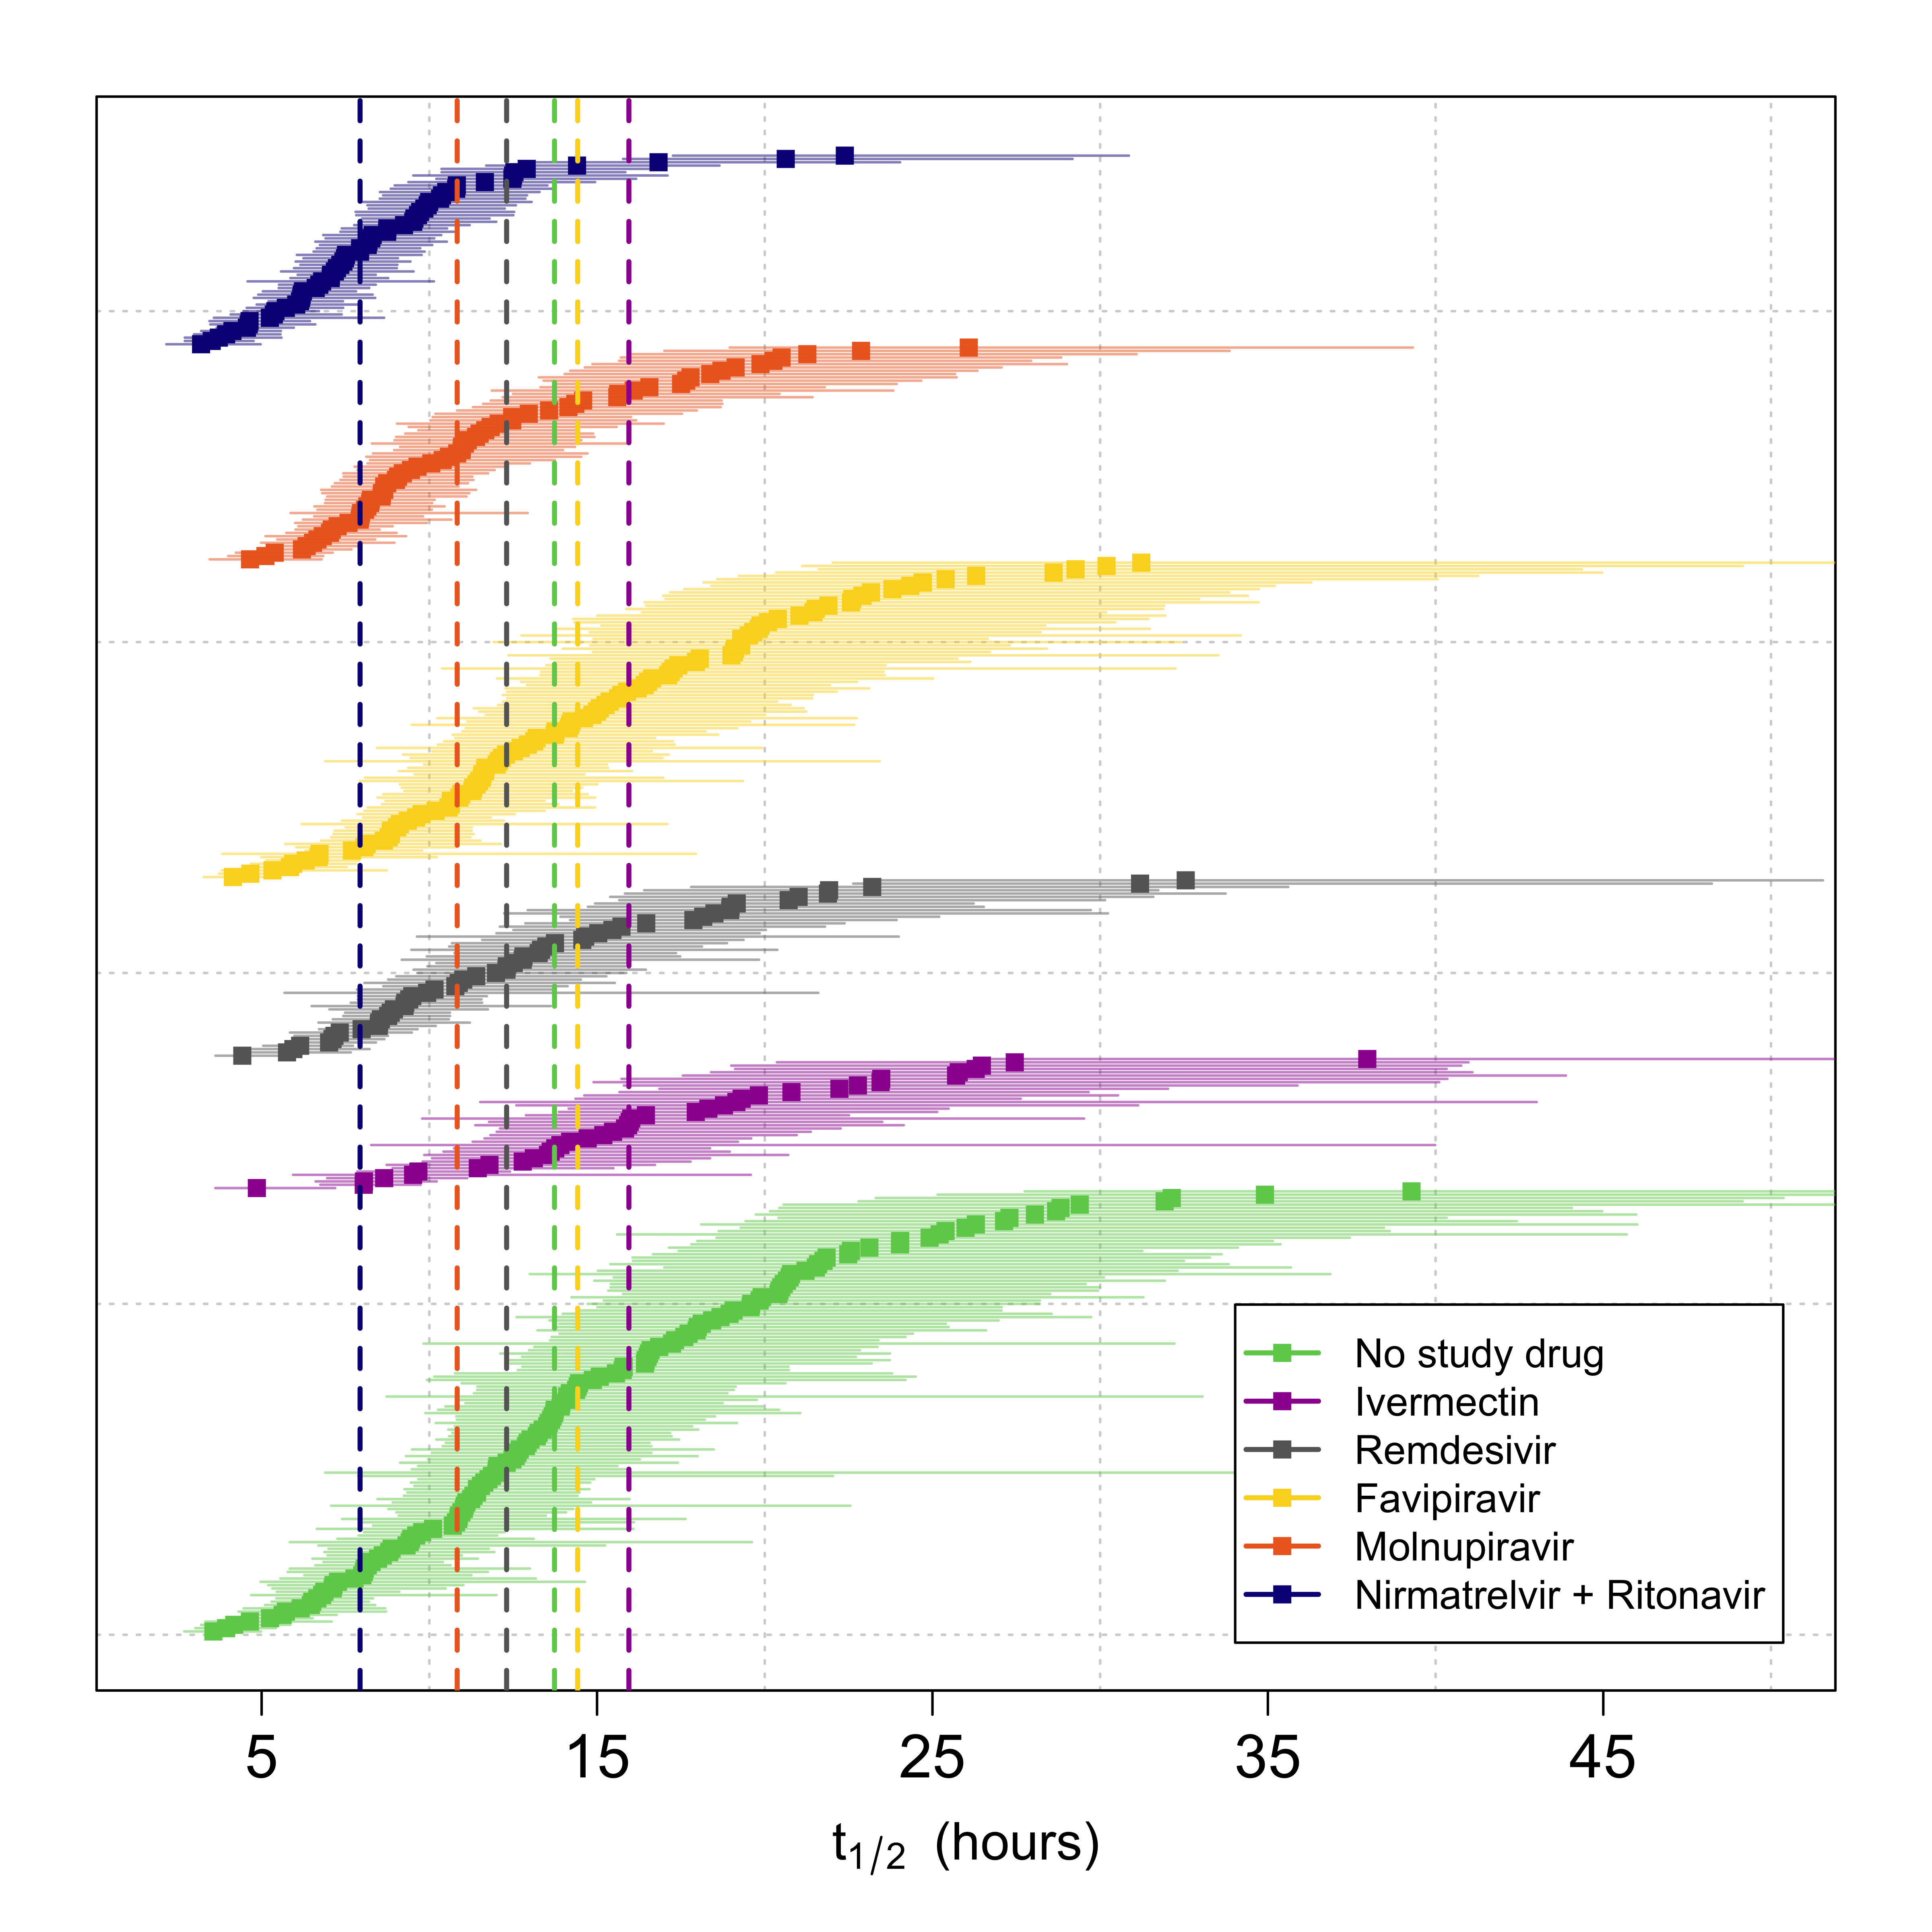 No study drug
Ivermectin
Remdesivir
Favipiravir
Molnupiravir
Nirmatrelvir + Ritonavir
5 15 25 35 45
t1/2 (hours)